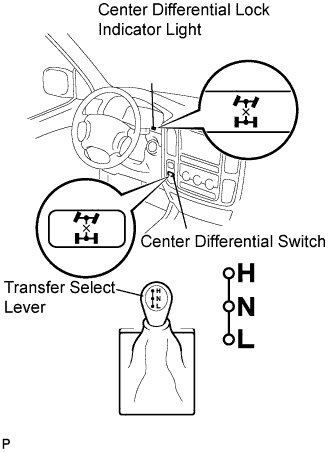 Center Differential Lock
Indicator Light
Center Differential Switch
Transfer Select
Lever
H
N
L
H
N
L
P